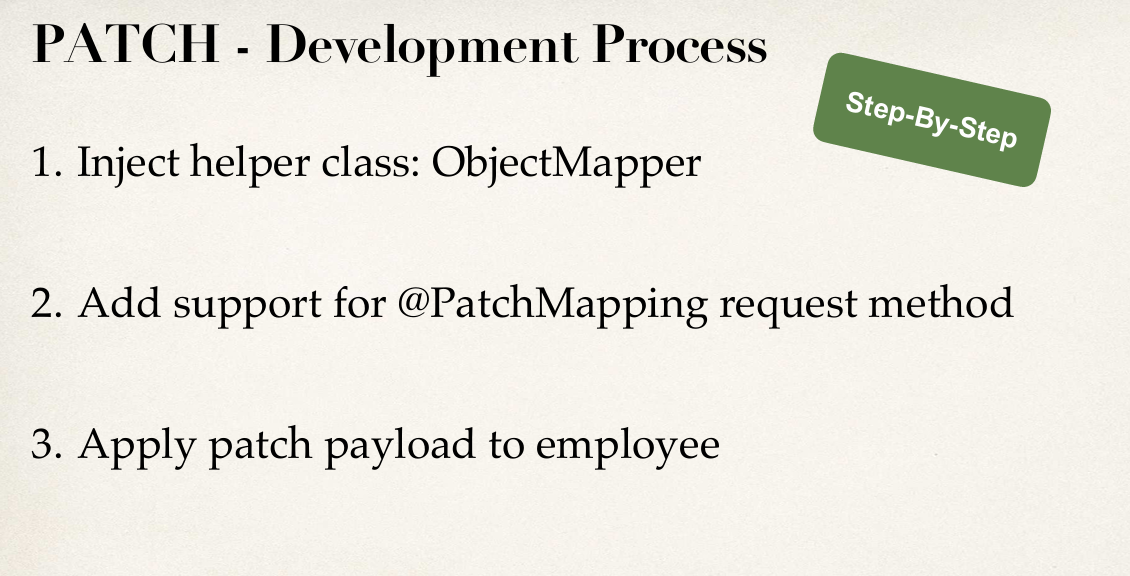 PATCH - Development Process
Step-By-Step
1. Inject helper class: ObjectMapper
2. Add support for @PatchMapping request method
3. Apply patch payload to employee